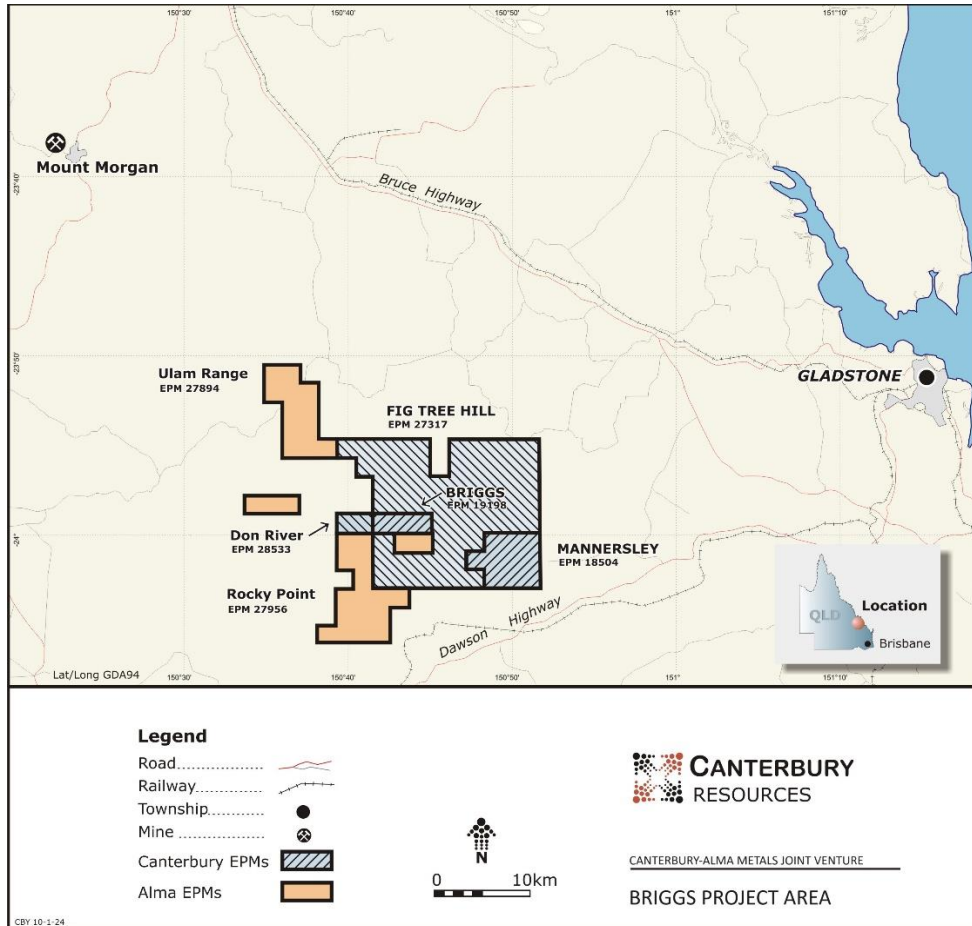 150°30'
150°40'
150°50'
151°
151°10'
Mount Morgan
-23°40'
Bruce Highway
-23°50'
Ulam Range
EPM 27894
GLADSTONE
FIG TREE HILL
EPM 27317
BRIGGS
EPM 19198
Don River
EPM 28533
-24°
MANNERSLEY
EPM 18504
Rocky Point
EPM 27956
Dawson Highway
QLD
Location
Brisbane
Lat/Long GDA94
150°30'
150°40'
150°50'
151°
151°10'
Legend
Road
Railway
Township
Mine
Canterbury EPMs
Alma EPMs
N
0 10km
CANTERBURY
RESOURCES
CANTERBURY-ALMA METALS JOINT VENTURE
BRIGGS PROJECT AREA
CBY 10-1-24